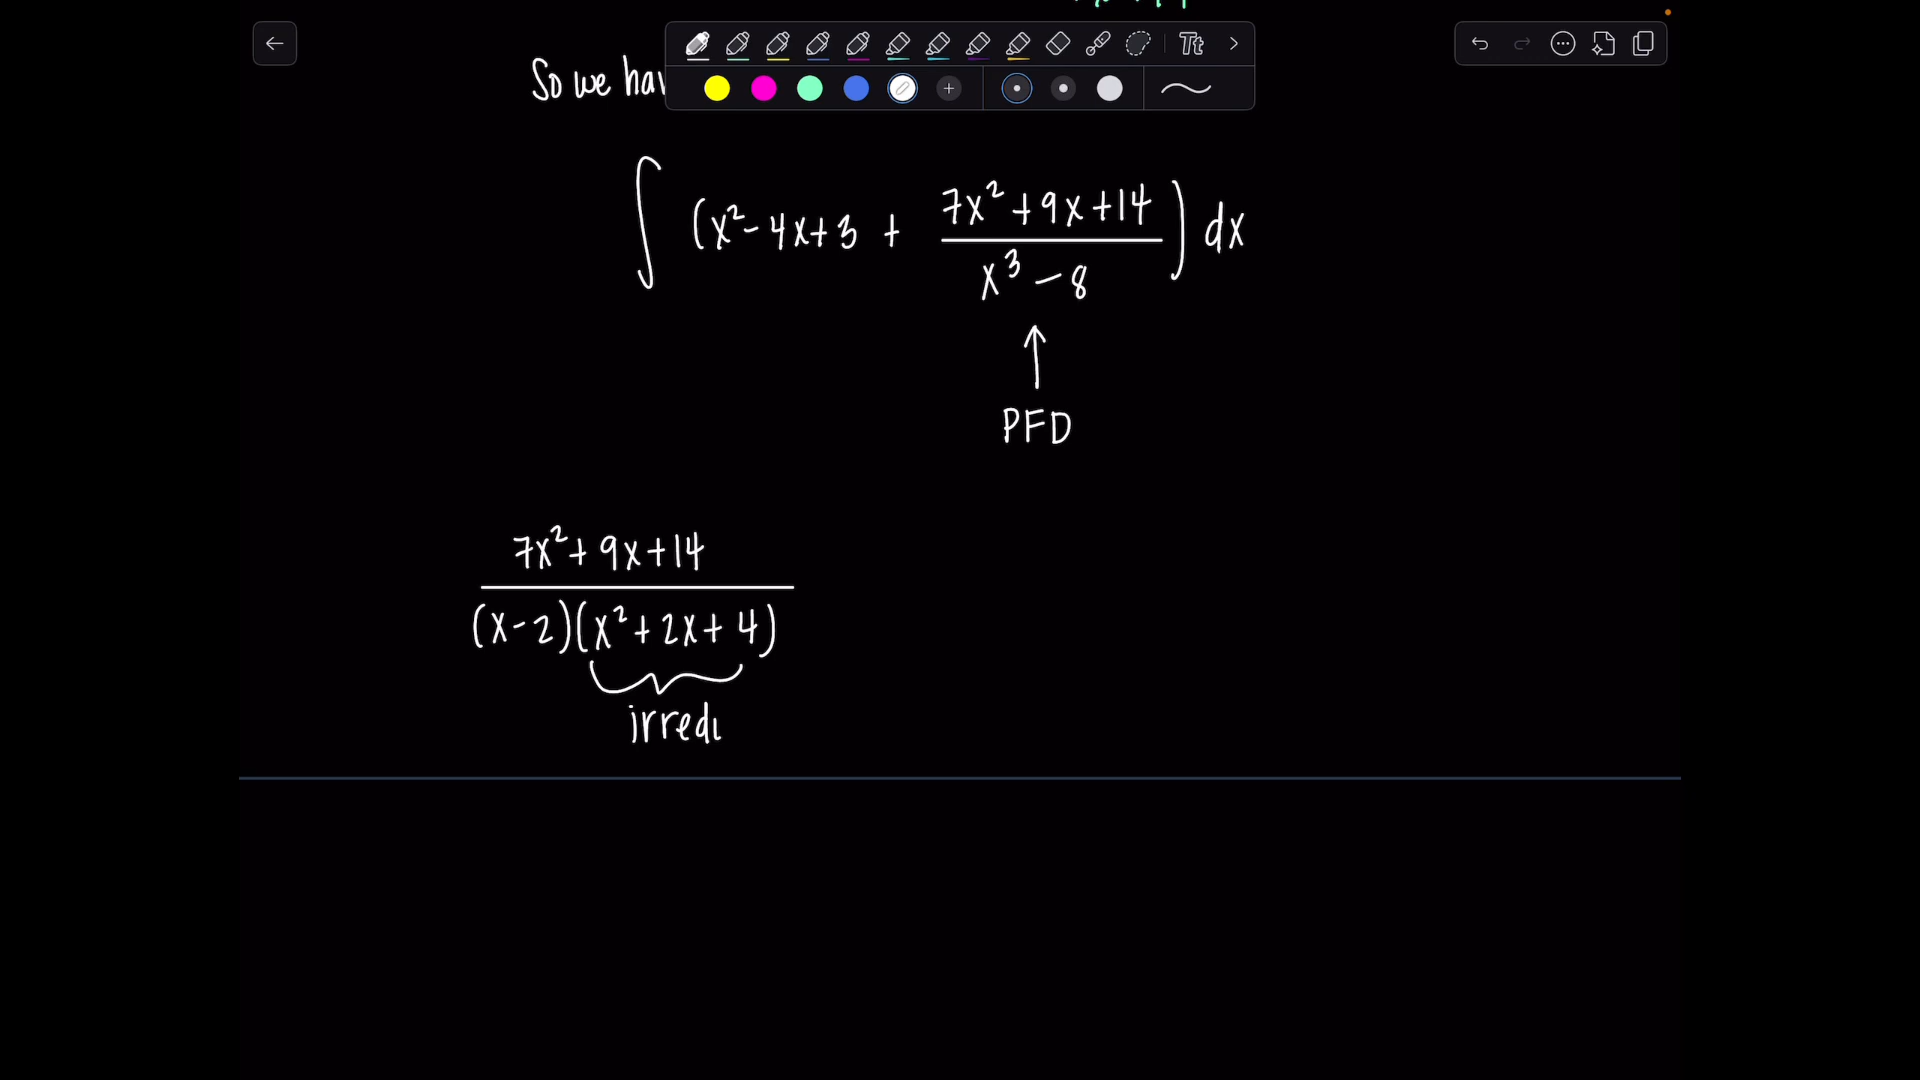 So we hav
∫ (x² - 4x + 3 + (7x² + 9x + 14)/(x³ - 8)) dx
↑
PFD
7x² + 9x + 14
(x - 2)(x² + 2x + 4)
irredu
Tt